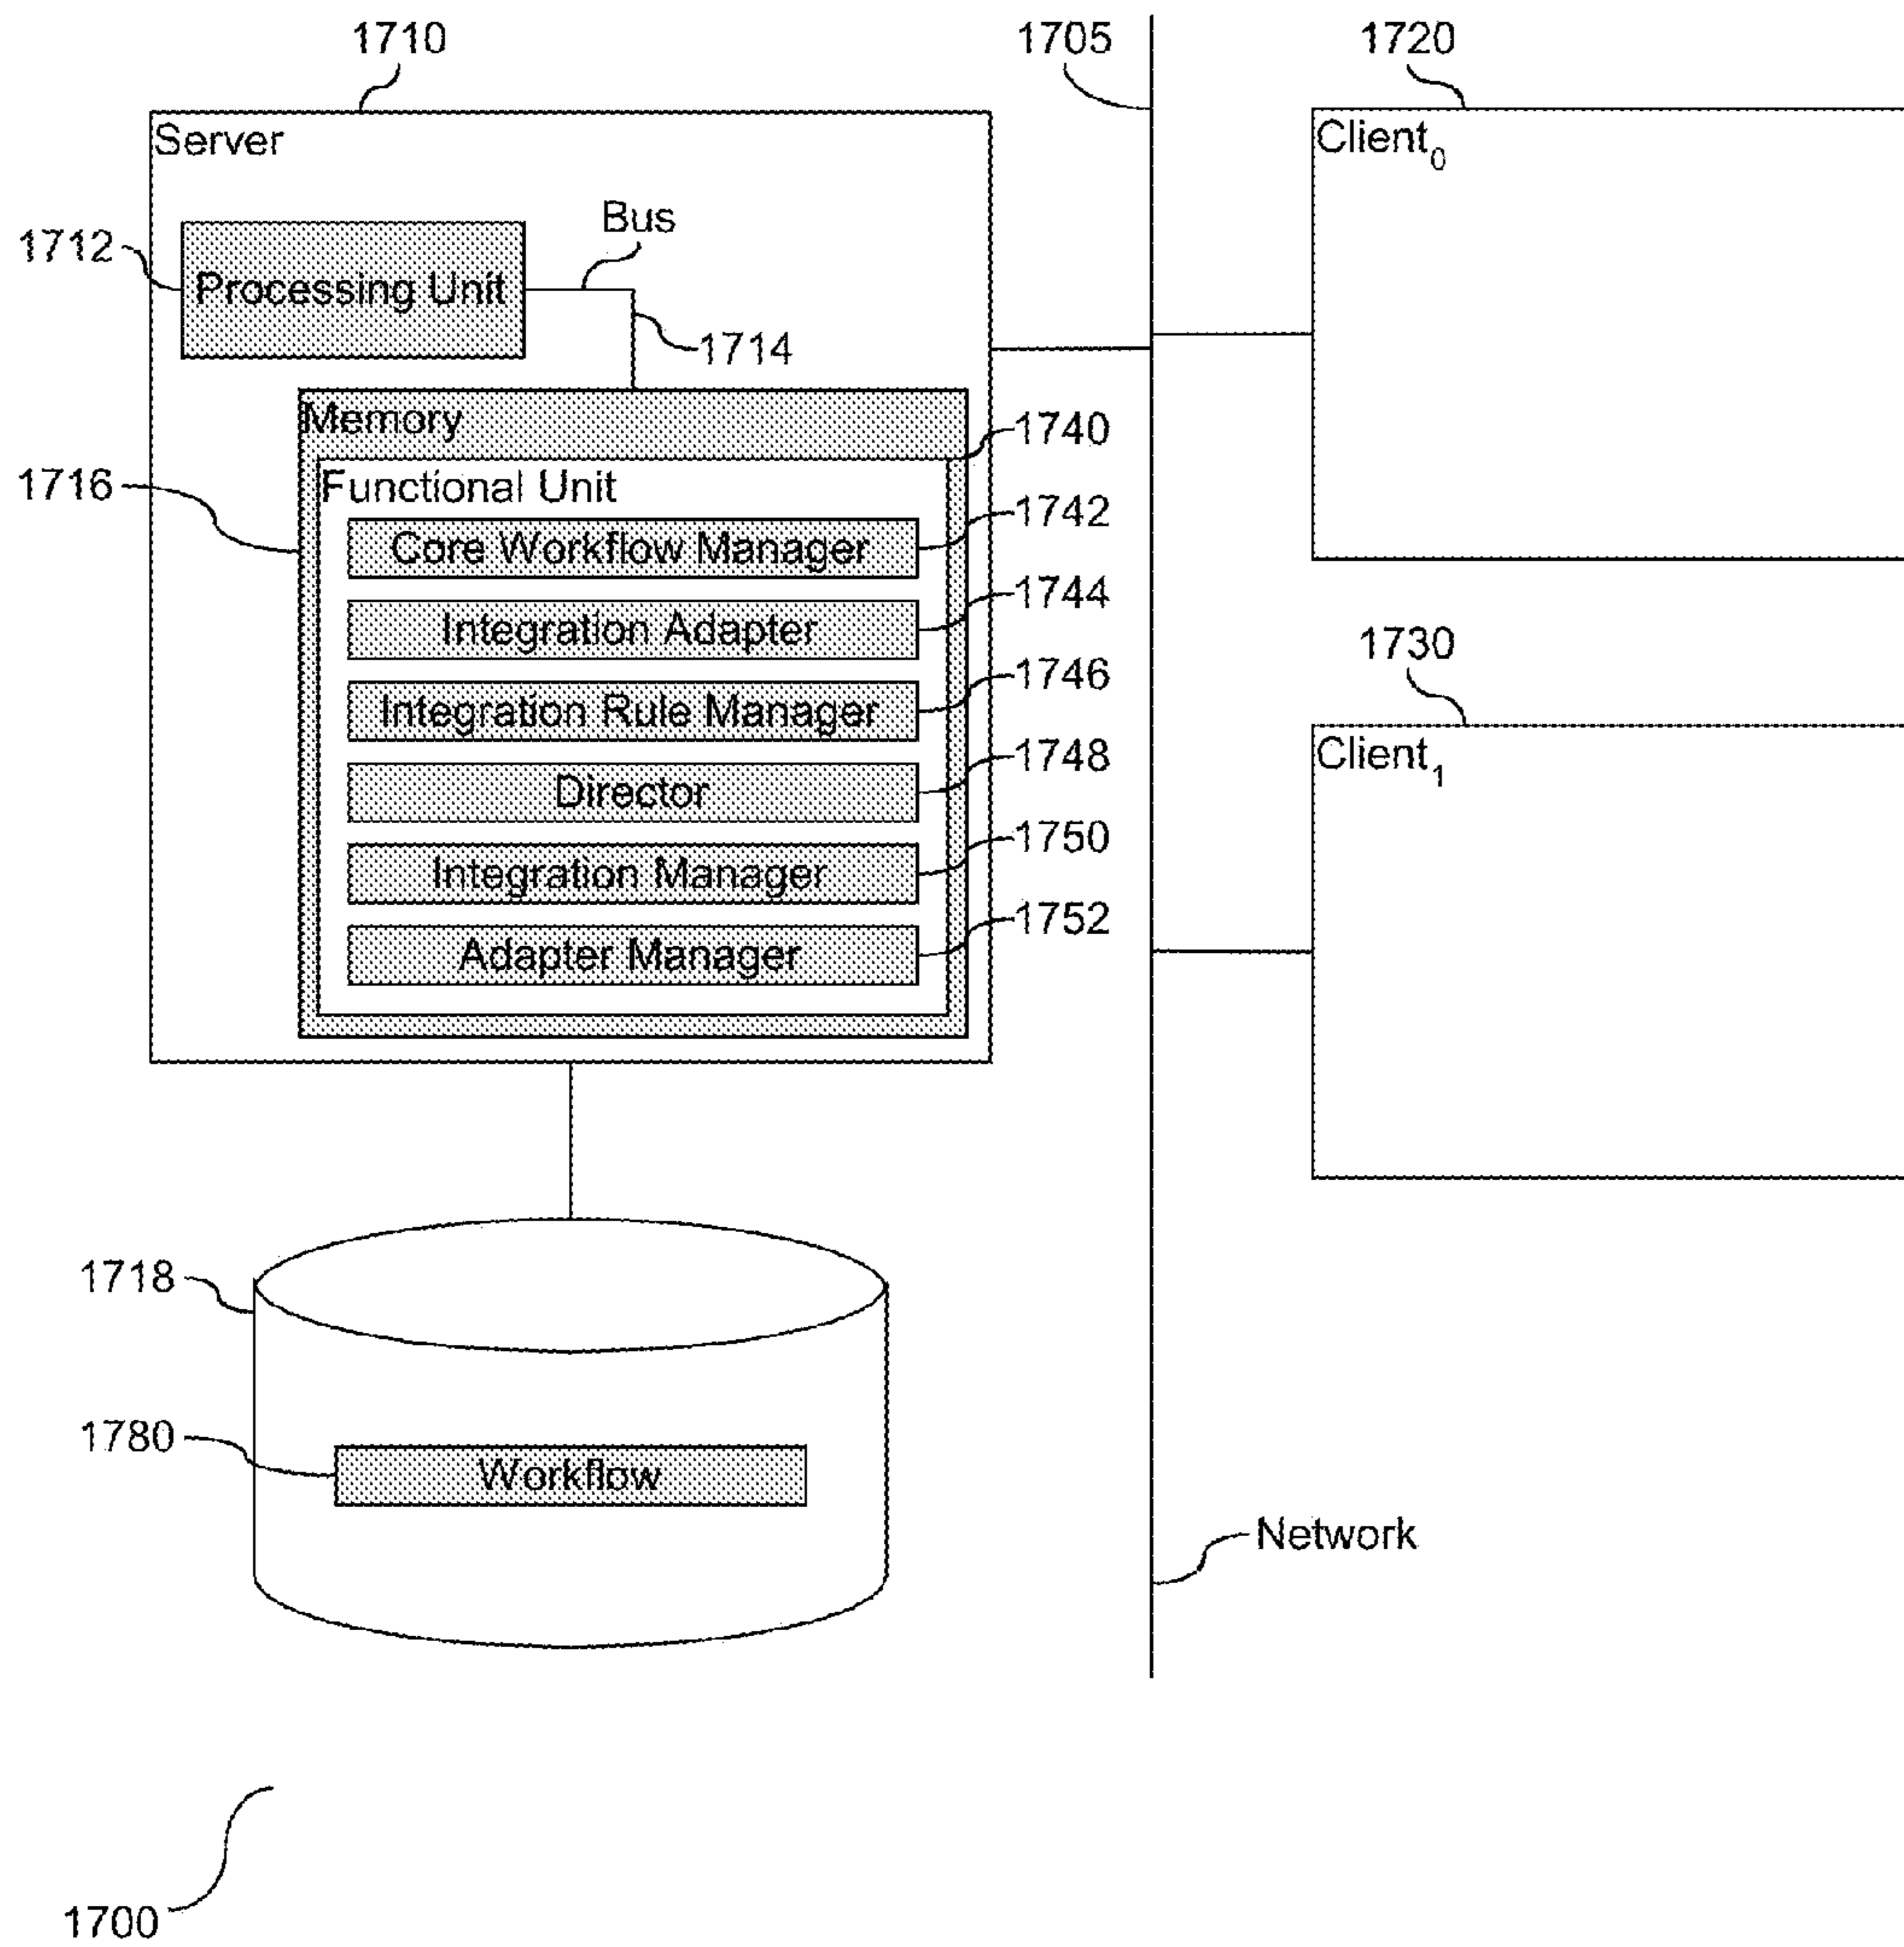 1710
1705
1720
Server
Client0
Bus
1712
Processing Unit
1714
Memory
1740
1716
Functional Unit
1742
Core Workflow Manager
1744
Integration Adapter
1730
1746
Integration Rule Manager
Client1
1748
Director
1750
Integration Manager
1752
Adapter Manager
1718
1780
Workflow
Network
1700